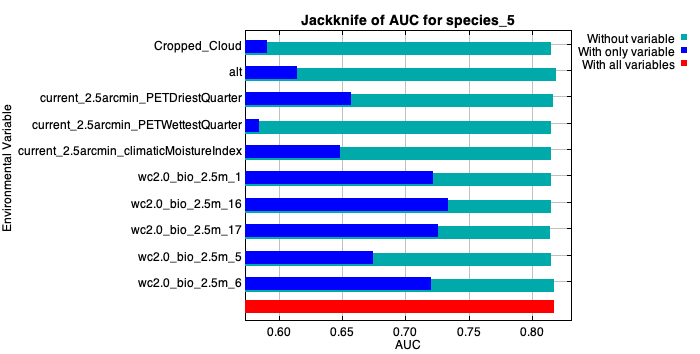 Jackknife of AUC for species_5
Without variable
With only variable
With all variables
Environmental Variable
Cropped_Cloud
alt
current_2.5arcmin_PETDriestQuarter
current_2.5arcmin_PETWettestQuarter
current_2.5arcmin_climaticMoistureIndex
wc2.0_bio_2.5m_1
wc2.0_bio_2.5m_16
wc2.0_bio_2.5m_17
wc2.0_bio_2.5m_5
wc2.0_bio_2.5m_6
0.60 0.65 0.70 0.75 0.80
AUC